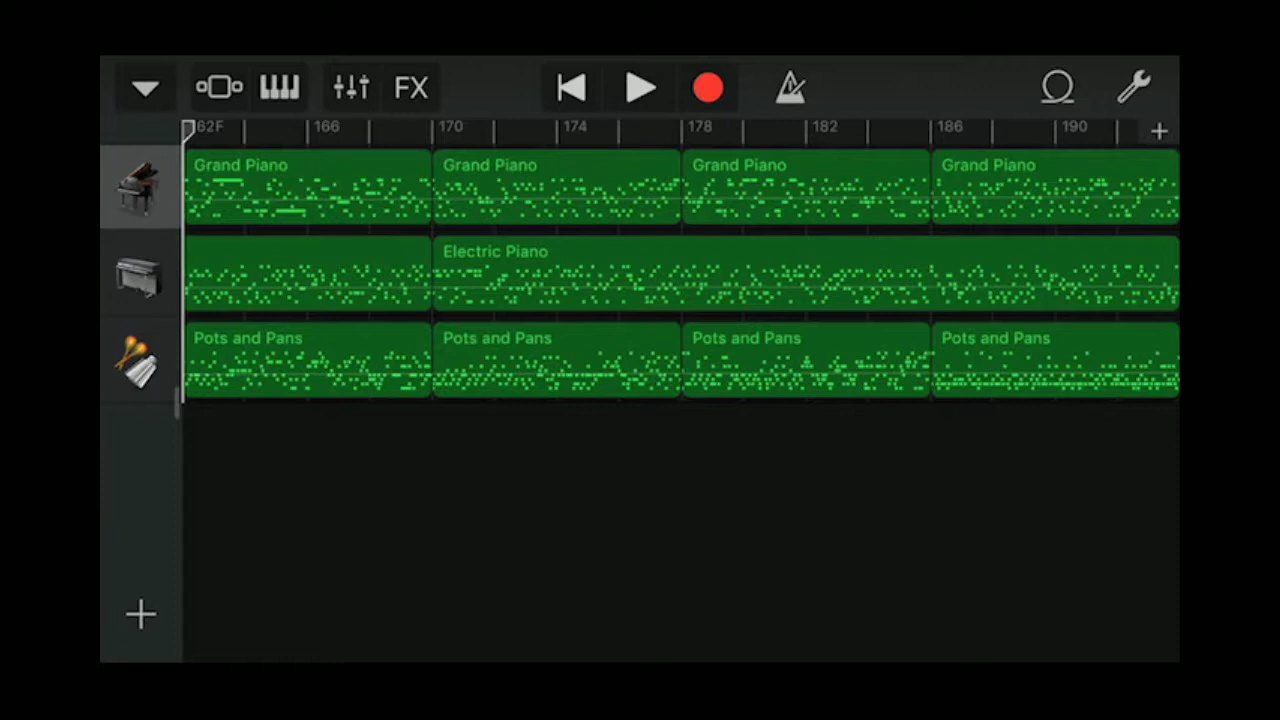 FX
62F 166 170 174 178 182 186 190
Grand Piano Grand Piano Grand Piano Grand Piano
Electric Piano
Pots and Pans Pots and Pans Pots and Pans Pots and Pans